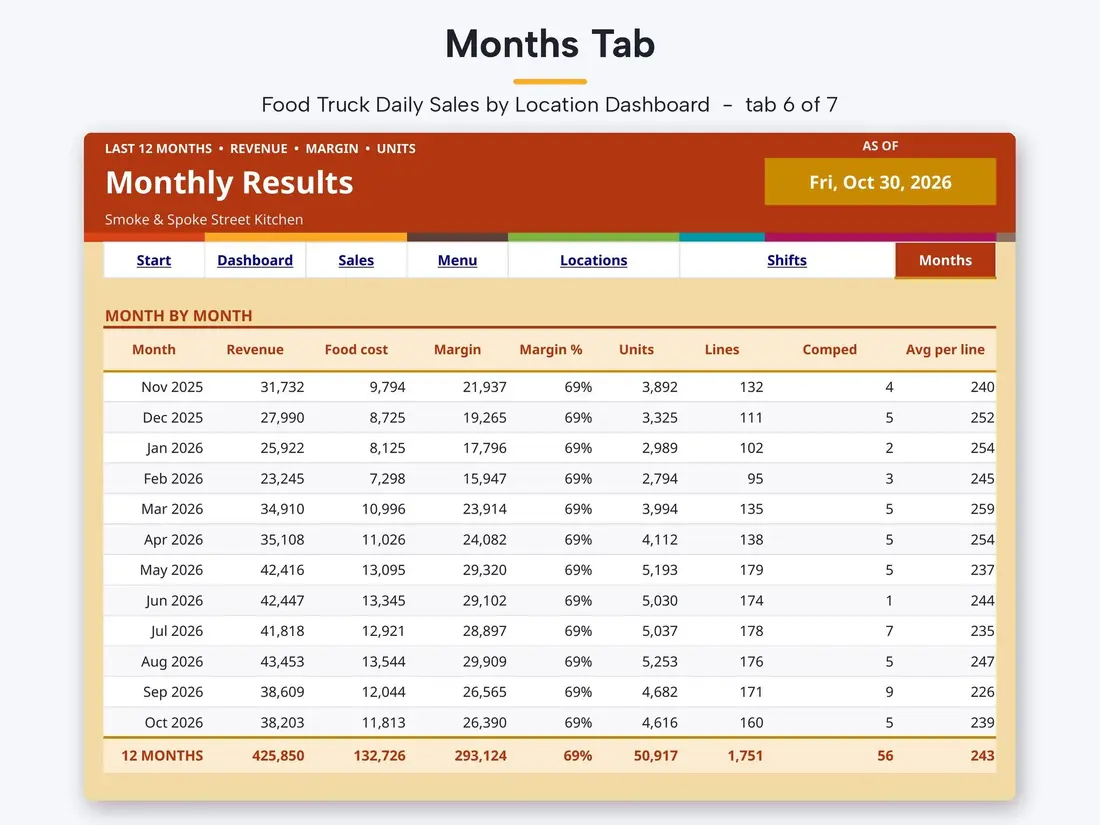 Months Tab
Food Truck Daily Sales by Location Dashboard – tab 6 of 7
LAST 12 MONTHS • REVENUE • MARGIN • UNITS
AS OF
Monthly Results
Fri, Oct 30, 2026
Smoke & Spoke Street Kitchen
Start Dashboard Sales Menu Locations Shifts Months
MONTH BY MONTH
Month Revenue Food cost Margin Margin % Units Lines Comped Avg per line
Nov 2025 31,732 9,794 21,937 69% 3,892 132 4 240
Dec 2025 27,990 8,725 19,265 69% 3,325 111 5 252
Jan 2026 25,922 8,125 17,796 69% 2,989 102 2 254
Feb 2026 23,245 7,298 15,947 69% 2,794 95 3 245
Mar 2026 34,910 10,996 23,914 69% 3,994 135 5 259
Apr 2026 35,108 11,026 24,082 69% 4,112 138 5 254
May 2026 42,416 13,095 29,320 69% 5,193 179 5 237
Jun 2026 42,447 13,345 29,102 69% 5,030 174 1 244
Jul 2026 41,818 12,921 28,897 69% 5,037 178 7 235
Aug 2026 43,453 13,544 29,909 69% 5,253 176 5 247
Sep 2026 38,609 12,044 26,565 69% 4,682 171 9 226
Oct 2026 38,203 11,813 26,390 69% 4,616 160 5 239
12 MONTHS 425,850 132,726 293,124 69% 50,917 1,751 56 243